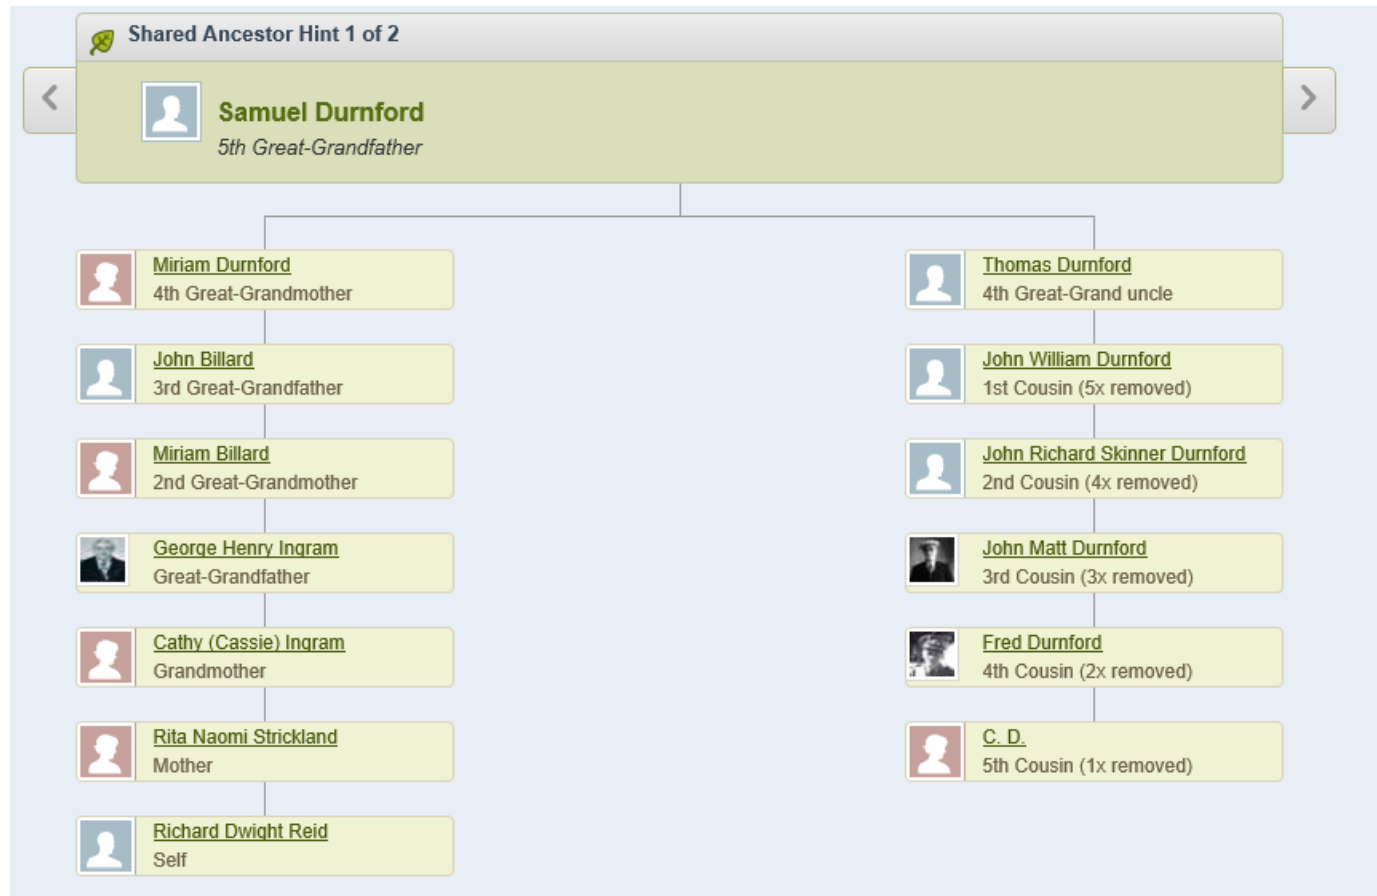 Shared Ancestor Hint 1 of 2
Samuel Durnford
5th Great-Grandfather
Miriam Durnford
4th Great-Grandmother
John Billard
3rd Great-Grandfather
Miriam Billard
2nd Great-Grandmother
George Henry Ingram
Great-Grandfather
Cathy (Cassie) Ingram
Grandmother
Rita Naomi Strickland
Mother
Richard Dwight Reid
Self
Thomas Durnford
4th Great-Grand uncle
John William Durnford
1st Cousin (5x removed)
John Richard Skinner Durnford
2nd Cousin (4x removed)
John Matt Durnford
3rd Cousin (3x removed)
Fred Durnford
4th Cousin (2x removed)
C. D.
5th Cousin (1x removed)